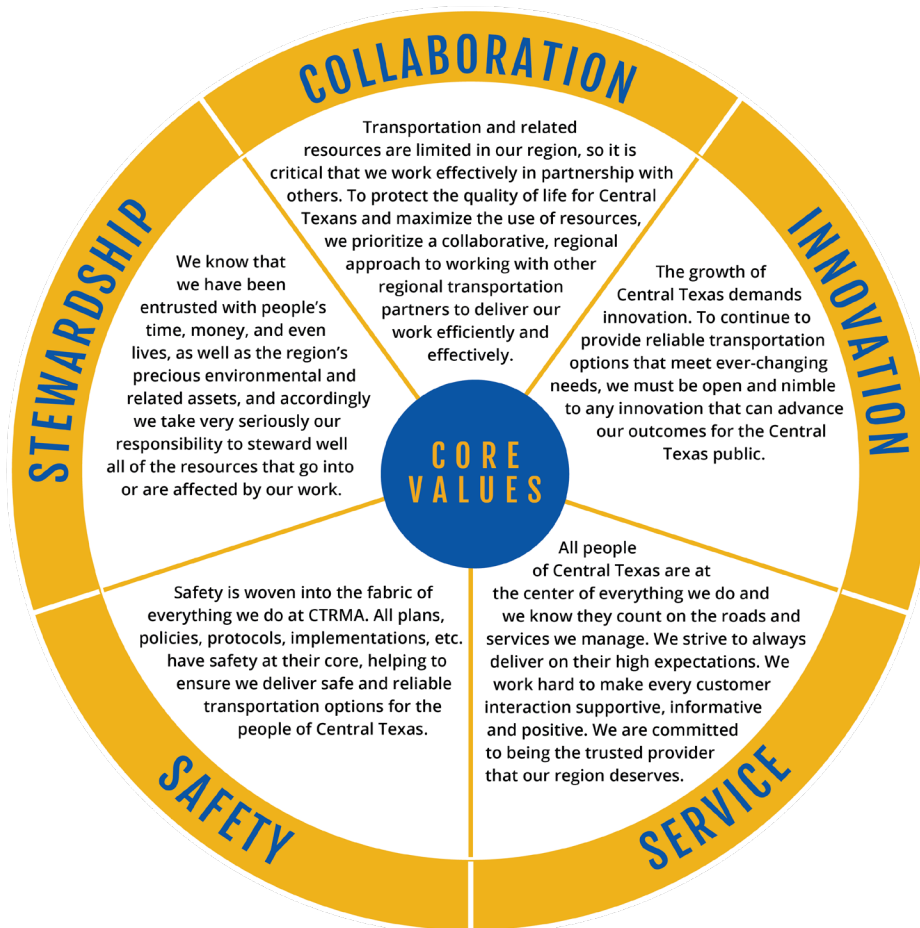 COLLABORATION
Transportation and related
resources are limited in our region, so it is
critical that we work effectively in partnership with
others. To protect the quality of life for Central
Texans and maximize the use of resources,
we prioritize a collaborative, regional
approach to working with other
regional transportation
partners to deliver our
work efficiently and
effectively.
INNOVATION
The growth of
Central Texas demands
innovation. To continue to
provide reliable transportation
options that meet ever-changing
needs, we must be open and nimble
to any innovation that can advance
our outcomes for the Central
Texas public.
SERVICE
All people
of Central Texas are at
the center of everything we do and
we know they count on the roads and
services we manage. We strive to always
deliver on their high expectations. We
work hard to make every customer
interaction supportive, informative
and positive. We are committed
to being the trusted provider
that our region deserves.
SAFETY
Safety is woven into the fabric of
everything we do at CTRMA. All plans,
policies, protocols, implementations, etc.
have safety at their core, helping to
ensure we deliver safe and reliable
transportation options for the
people of Central Texas.
STEWARDSHIP
We know that
we have been
entrusted with people's
time, money, and even
lives, as well as the region's
precious environmental and
related assets, and accordingly
we take very seriously our
responsibility to steward well
all of the resources that go into
or are affected by our work.
CORE
VALUES